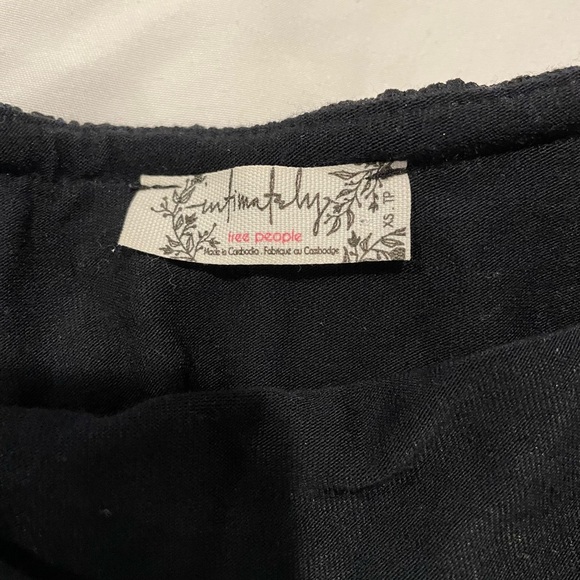 intimately
free people
Made in Cambodia . Fabriqué au Cambodge
XS TP